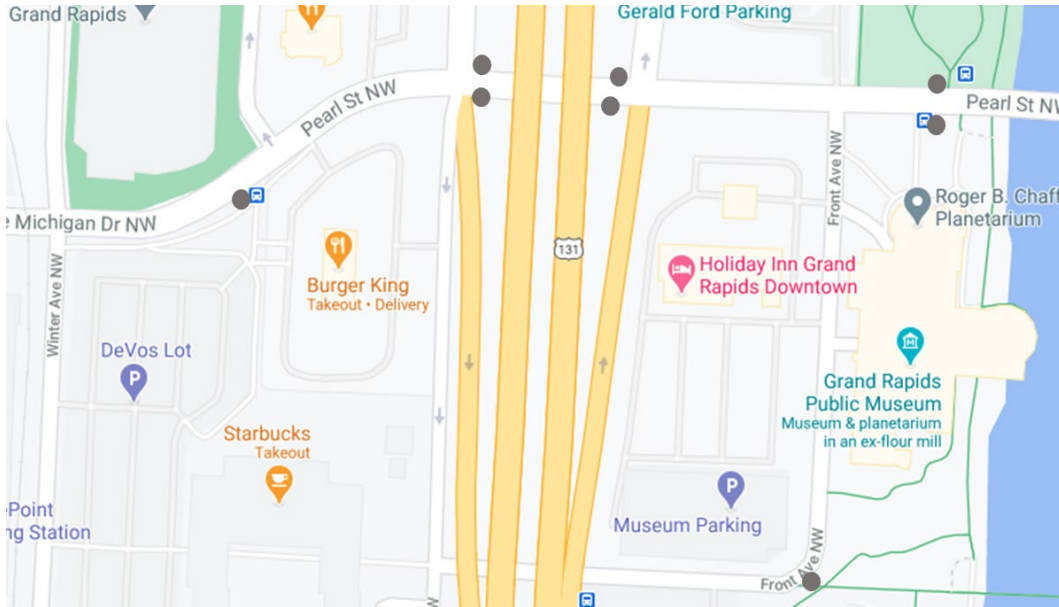 Grand Rapids
Gerald Ford Parking
Pearl St NW
Pearl St NW
e Michigan Dr NW
Front Ave NW
Roger B. Chaff
Planetarium
131
Winter Ave NW
Burger King
Takeout • Delivery
Holiday Inn Grand
Rapids Downtown
DeVos Lot
P
Grand Rapids
Public Museum
Museum & planetarium
in an ex-flour mill
Starbucks
Takeout
P
Museum Parking
ePoint
ng Station
Front Ave NW
W